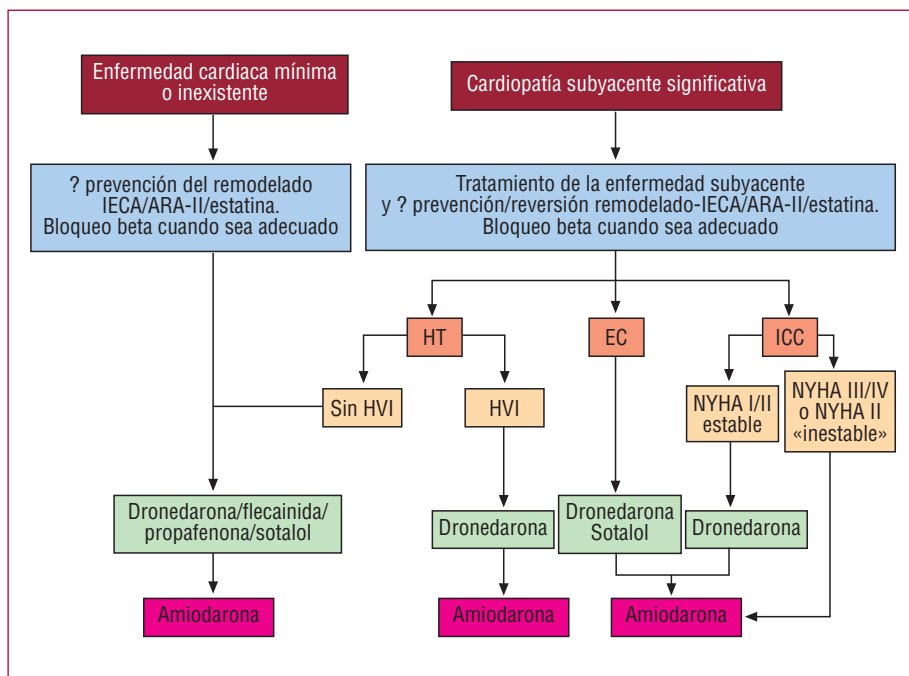 Enfermedad cardiaca mínima
o inexistente
Cardiopatía subyacente significativa
? prevención del remodelado
IECA/ARA-II/estatina.
Bloqueo beta cuando sea adecuado
Tratamiento de la enfermedad subyacente
y ? prevención/reversión remodelado-IECA/ARA-II/estatina.
Bloqueo beta cuando sea adecuado
HT
EC
ICC
Sin HVI
HVI
NYHA I/II
estable
NYHA III/IV
o NYHA II
«inestable»
Dronedarona/flecainida/
propafenona/sotalol
Dronedarona
Dronedarona
Sotalol
Dronedarona
Amiodarona
Amiodarona
Amiodarona